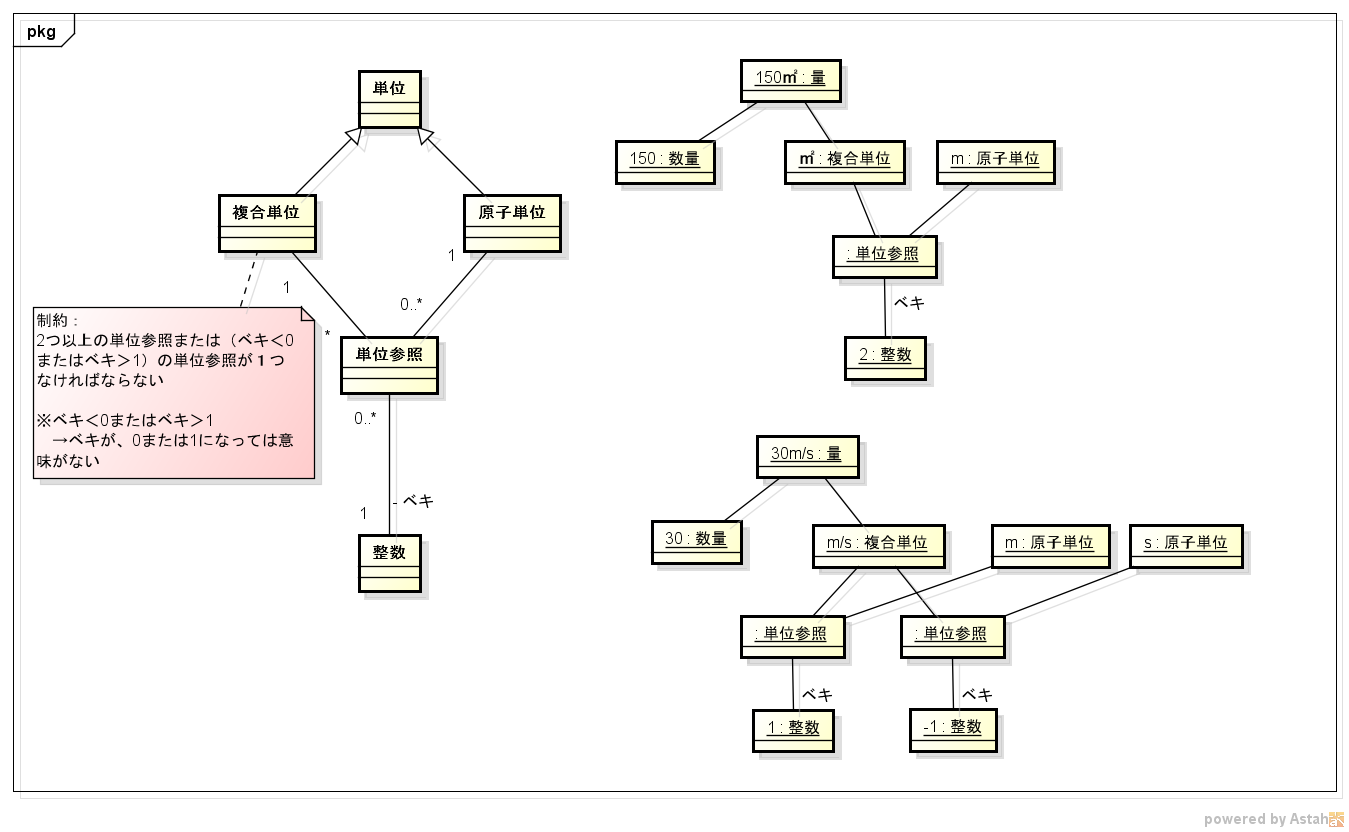 pkg
単位
複合単位
原子単位
1
1
0..*
*
単位参照
0..*
- ベキ
1
整数
制約：
2つ以上の単位参照または（ベキ＜0
またはベキ＞1）の単位参照が１つ
なければならない
※ベキ＜0またはベキ＞1
→ベキが、0または1になっては意
味がない
150㎡ : 量
150 : 数量
㎡ : 複合単位
m : 原子単位
: 単位参照
ベキ
2 : 整数
30m/s : 量
30 : 数量
m/s : 複合単位
m : 原子単位
s : 原子単位
: 単位参照
: 単位参照
ベキ
ベキ
1 : 整数
-1 : 整数
powered by Astah